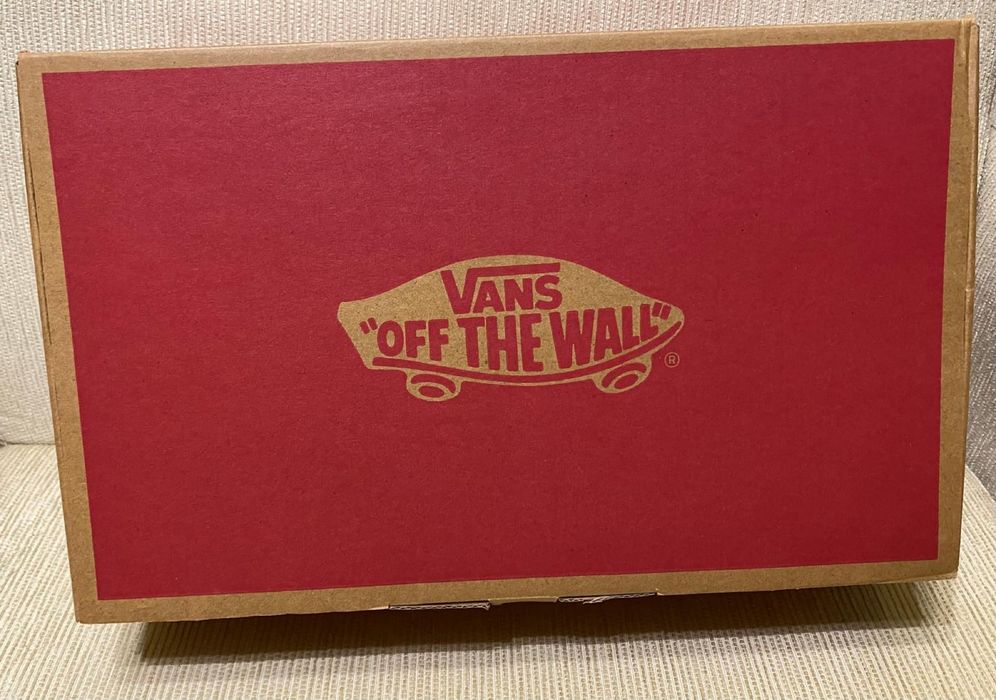 VANS
"OFF THE WALL"
®